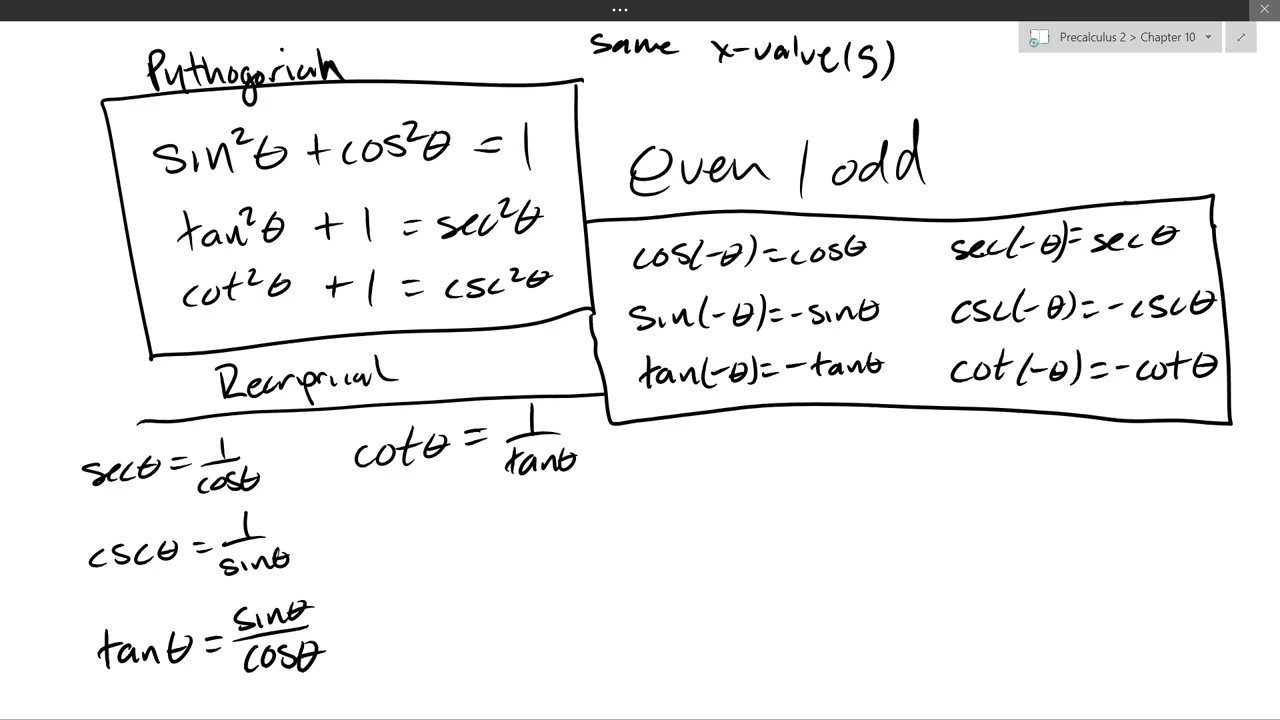 Precalculus 2 > Chapter 10
same x-value(s)
Pythagorian
sin²θ + cos²θ = 1
tan²θ + 1 = sec²θ
cot²θ + 1 = csc²θ
Even / odd
cos(-θ) = cosθ sec(-θ) = secθ
sin(-θ) = -sinθ csc(-θ) = -cscθ
tan(-θ) = -tanθ cot(-θ) = -cotθ
secθ = 1/cosθ cotθ = 1/tanθ
cscθ = 1/sinθ
tanθ = sinθ/cosθ